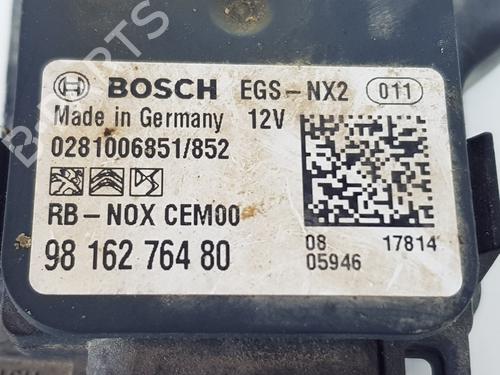 BOSCH EGS-NX2 011
Made in Germany 12V
0281006851/852
RB-NOX CEM00
98 162 764 80
08 17814
05946